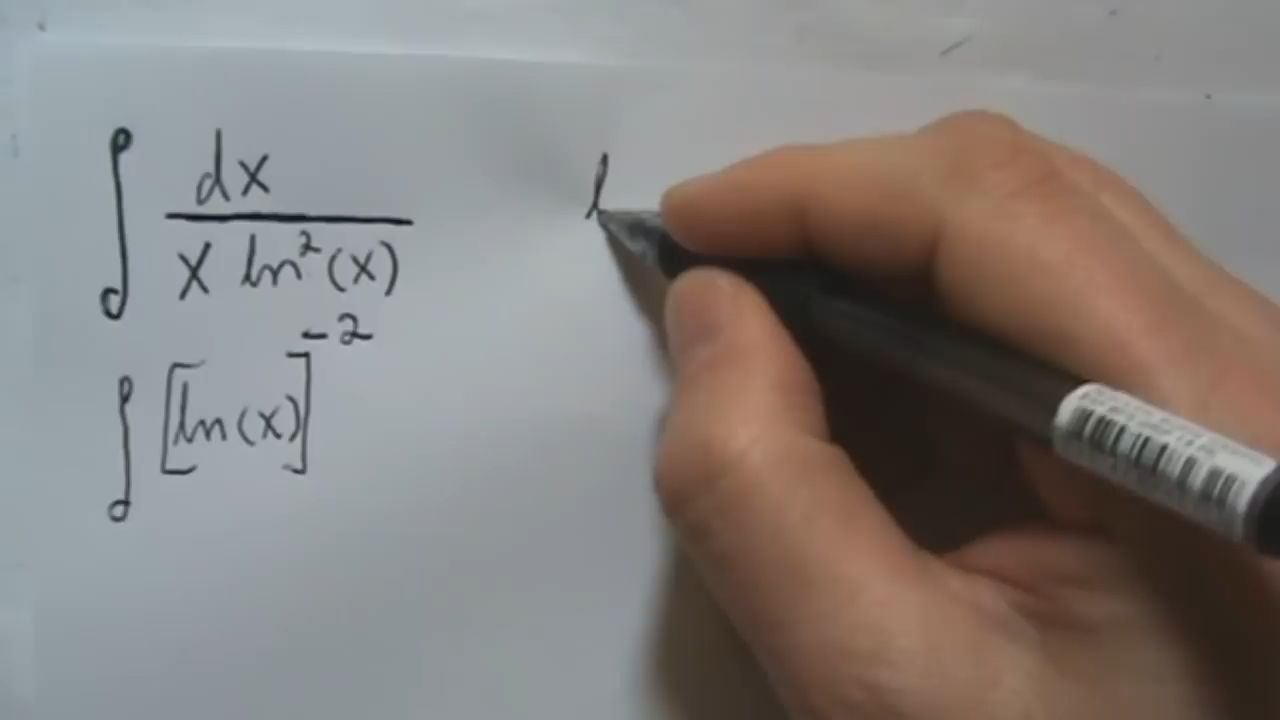 ∫ dx / x ln²(x)
∫ [ln(x)]⁻²
l